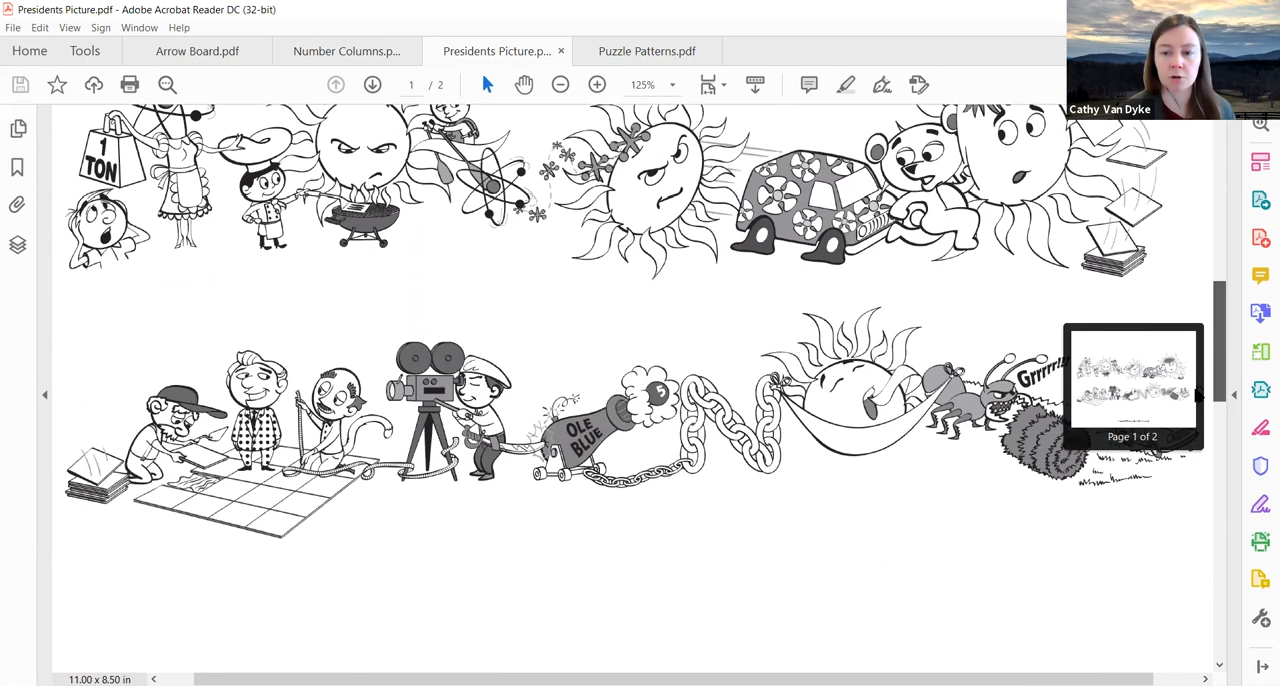 Presidents Picture.pdf - Adobe Acrobat Reader DC (32-bit)
File Edit View Sign Window Help
Home Tools Arrow Board.pdf Number Columns.p... Presidents Picture.p... × Puzzle Patterns.pdf
1 / 2 125%
Cathy Van Dyke
1
TON
OLE
BLUE
5
Grrrrr!!!
Page 1 of 2
11.00 x 8.50 in